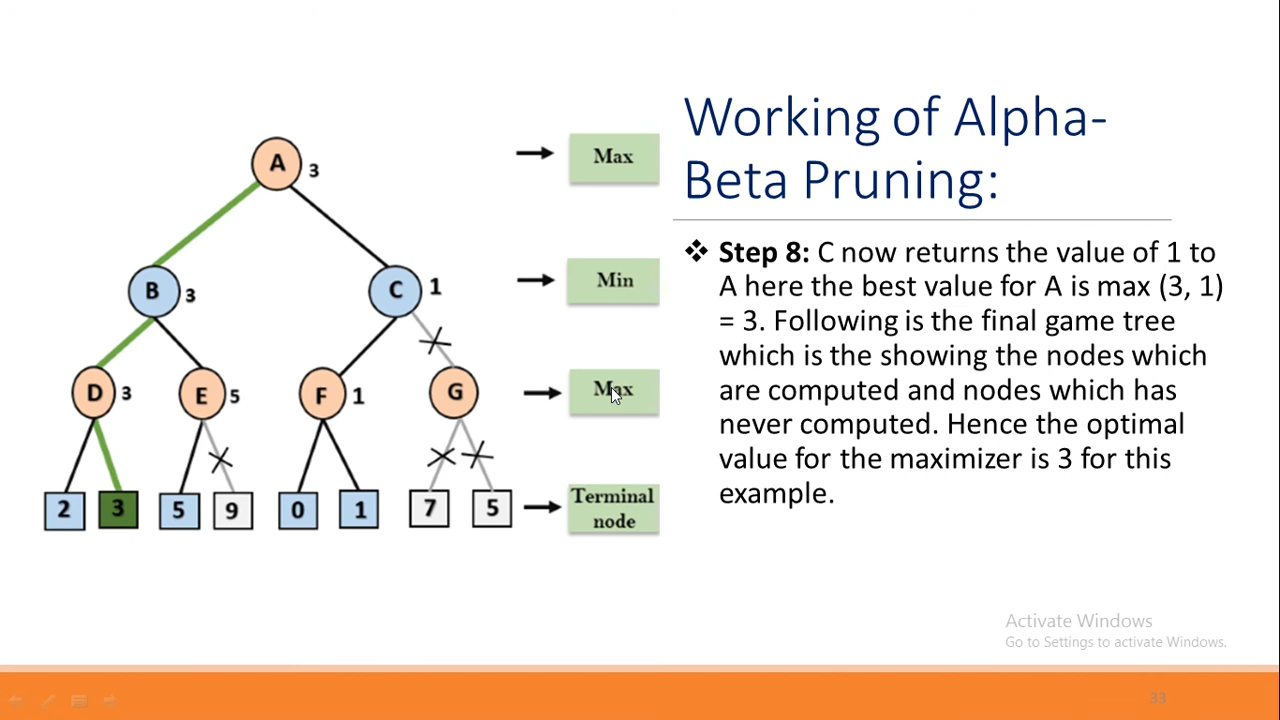 Working of Alpha-
Beta Pruning:
❖ Step 8: C now returns the value of 1 to
A here the best value for A is max (3, 1)
= 3. Following is the final game tree
which is the showing the nodes which
are computed and nodes which has
never computed. Hence the optimal
value for the maximizer is 3 for this
example.
A 3
Max
B 3
C 1
Min
D 3
E 5
F 1
G
Max
2
3
5
9
0
1
7
5
Terminal
node
Activate Windows
Go to Settings to activate Windows.
33